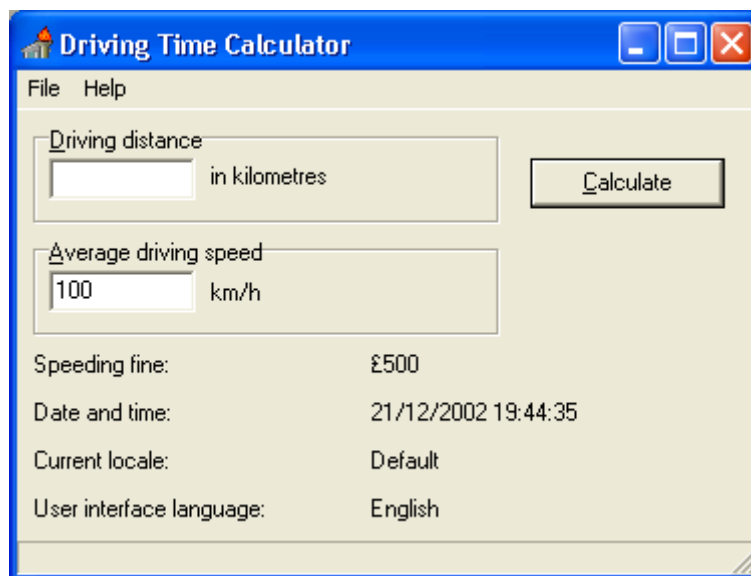 Driving Time Calculator
File Help
Driving distance
in kilometres
Calculate
Average driving speed
100 km/h
Speeding fine: £500
Date and time: 21/12/2002 19:44:35
Current locale: Default
User interface language: English